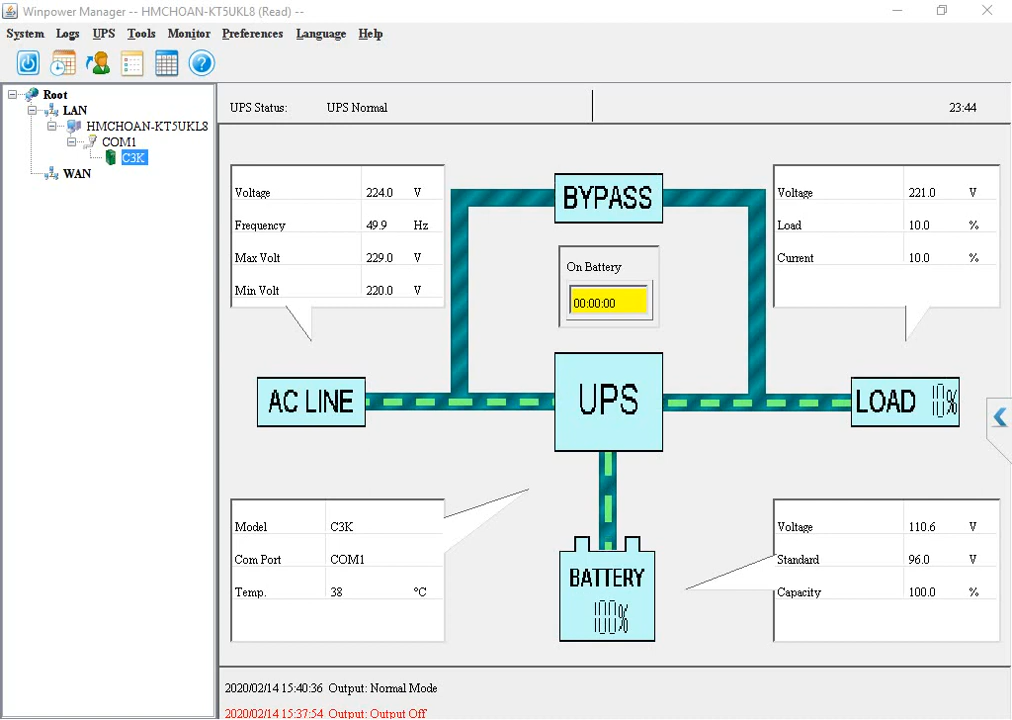 Winpower Manager -- HMCHOAN-KT5UKL8 (Read) --
System Logs UPS Tools Monitor Preferences Language Help
Root
LAN
HMCHOAN-KT5UKL8
COM1
C3K
WAN
UPS Status: UPS Normal 23:44
Voltage 224.0 V
Frequency 49.9 Hz
Max Volt 229.0 V
Min Volt 220.0 V
BYPASS
On Battery
00:00:00
Voltage 221.0 V
Load 10.0 %
Current 10.0 %
AC LINE
UPS
LOAD 10%
Model C3K
Com Port COM1
Temp. 38 °C
BATTERY
100%
Voltage 110.6 V
Standard 96.0 V
Capacity 100.0 %
2020/02/14 15:40:36 Output: Normal Mode
2020/02/14 15:37:54 Output: Output Off